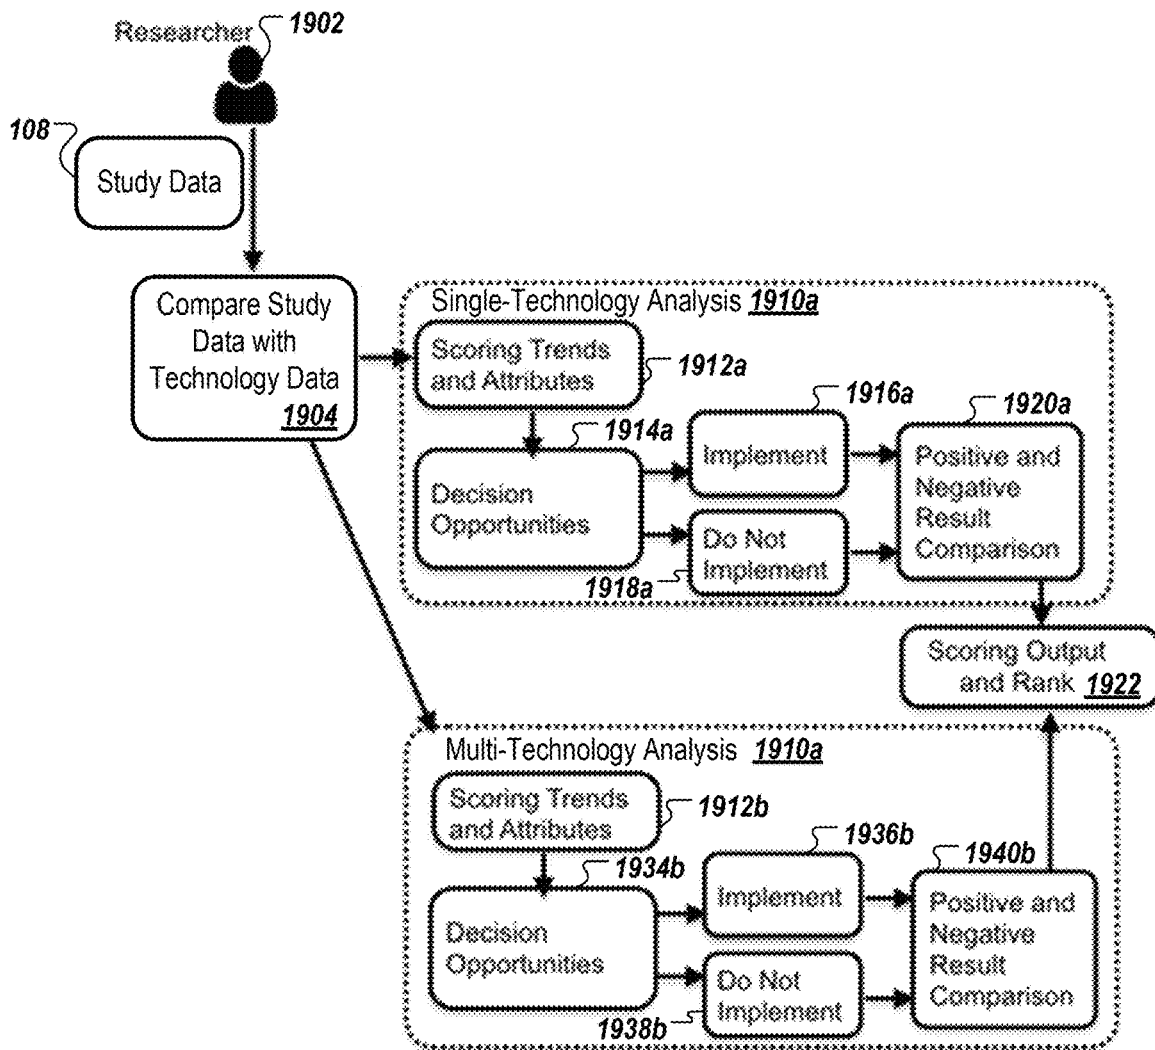 Researcher
1902
108
Study Data
Compare Study
Data with
Technology Data
1904
Single-Technology Analysis 1910a
Scoring Trends
and Attributes
1912a
1914a
Decision
Opportunities
1916a
Implement
Do Not
Implement
1918a
1920a
Positive and
Negative
Result
Comparison
Scoring Output
and Rank 1922
Multi-Technology Analysis 1910a
Scoring Trends
and Attributes
1912b
1934b
Decision
Opportunities
1936b
Implement
Do Not
Implement
1938b
1940b
Positive and
Negative
Result
Comparison